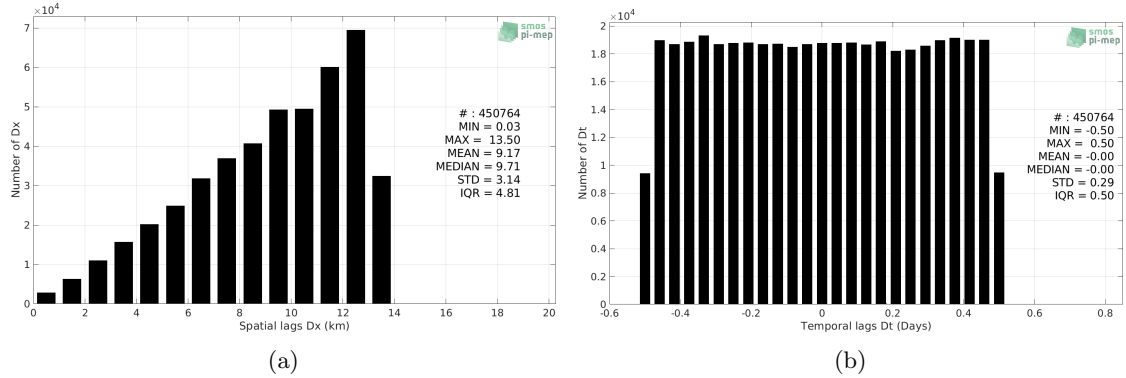 ×10⁴
7
6
5
4
3
2
1
0
0 2 4 6 8 10 12 14 16 18 20
Number of Dx
Spatial lags Dx (km)
smos
pi-mep
# : 450764
MIN = 0.03
MAX = 13.50
MEAN = 9.17
MEDIAN = 9.71
STD = 3.14
IQR = 4.81
(a)
×10⁴
2
1.8
1.6
1.4
1.2
1
0.8
0.6
0.4
0.2
0
-0.6 -0.4 -0.2 0 0.2 0.4 0.6 0.8
Number of Dt
Temporal lags Dt (Days)
smos
pi-mep
# : 450764
MIN = -0.50
MAX = 0.50
MEAN = -0.00
MEDIAN = -0.00
STD = 0.29
IQR = 0.50
(b)